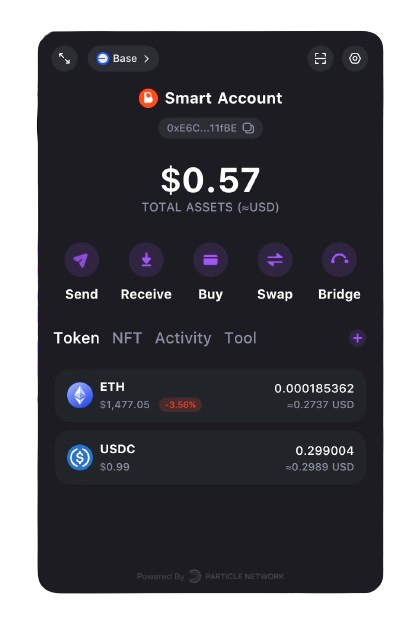 Base
Smart Account
0xE6C...11fBE
$0.57
TOTAL ASSETS (≈USD)
Send Receive Buy Swap Bridge
Token NFT Activity Tool
ETH 0.000185362
$1,477.05 -3.56% ≈0.2737 USD
USDC 0.299004
$0.99 ≈0.2989 USD
Powered By PARTICLE NETWORK